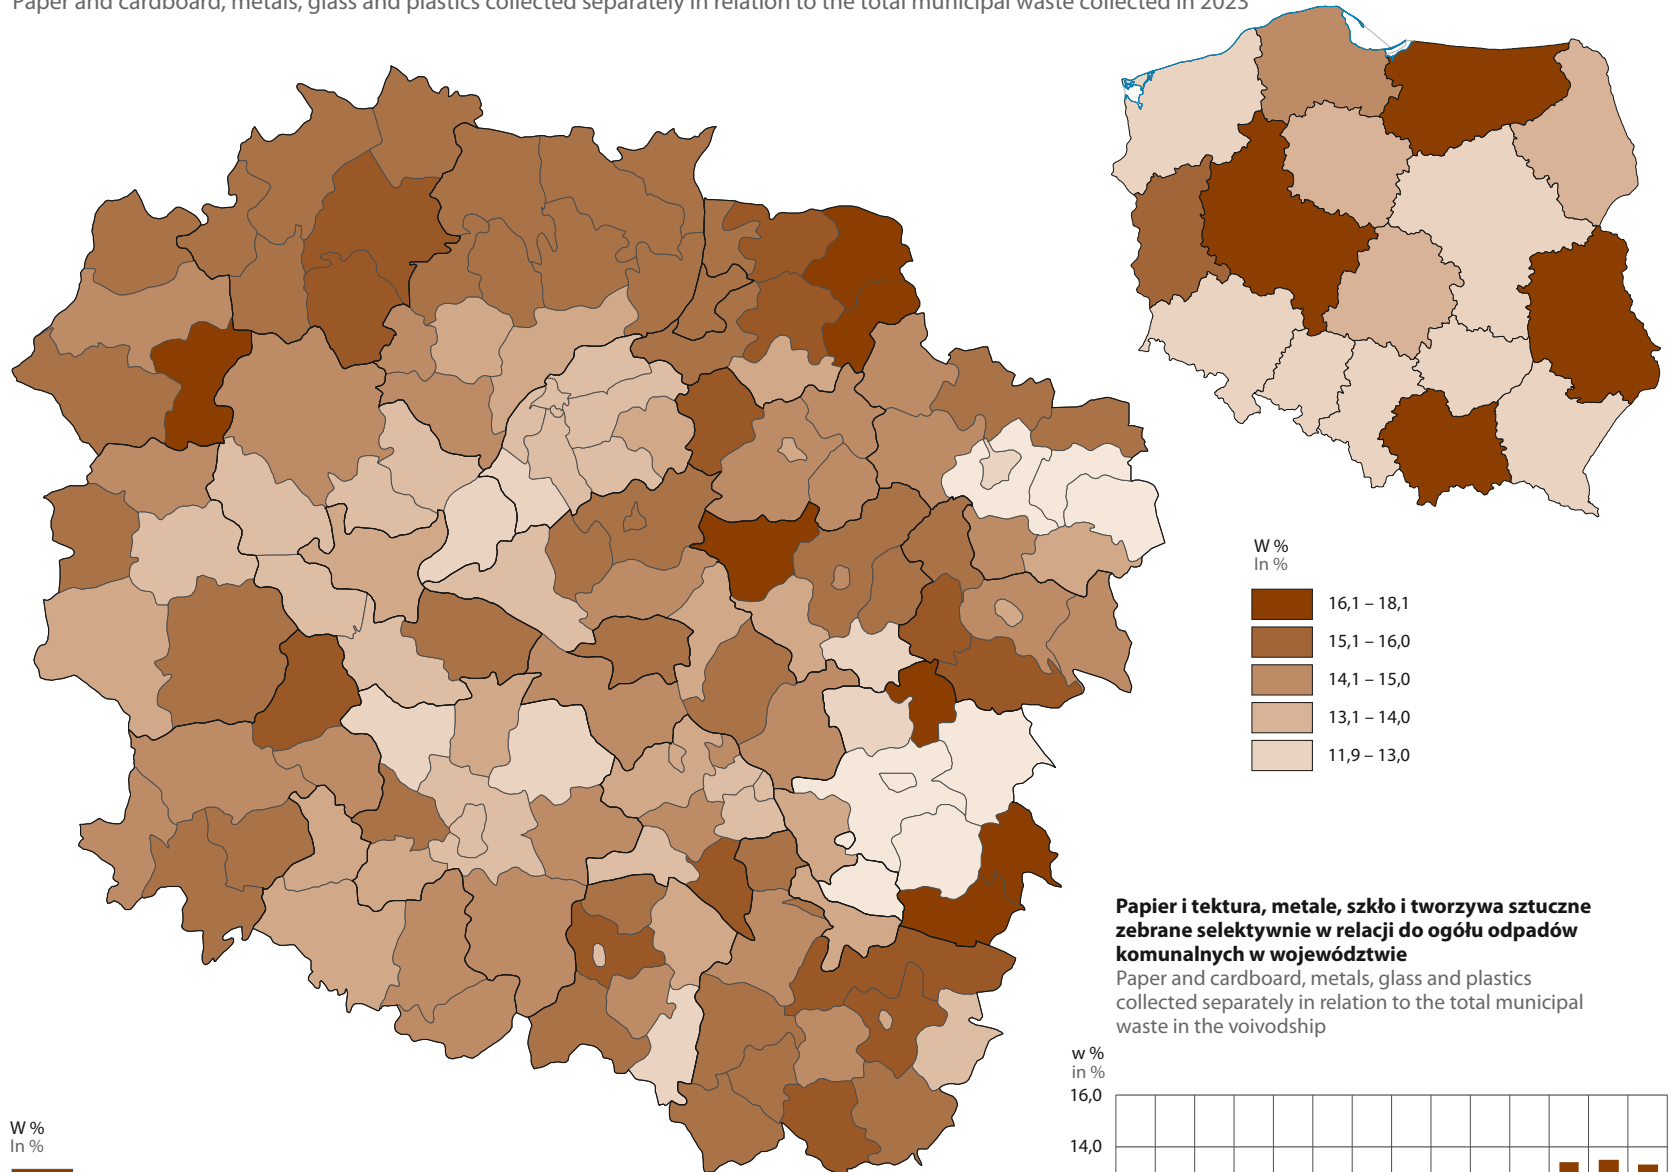 Paper and cardboard, metals, glass and plastics collected separately in relation to the total municipal waste collected in 2023
W %
In %
16,1 – 18,1
15,1 – 16,0
14,1 – 15,0
13,1 – 14,0
11,9 – 13,0
Papier i tektura, metale, szkło i tworzywa sztuczne
zebrane selektywnie w relacji do ogółu odpadów
komunalnych w województwie
Paper and cardboard, metals, glass and plastics
collected separately in relation to the total municipal
waste in the voivodship
w %
in %
16,0
14,0
W %
In %